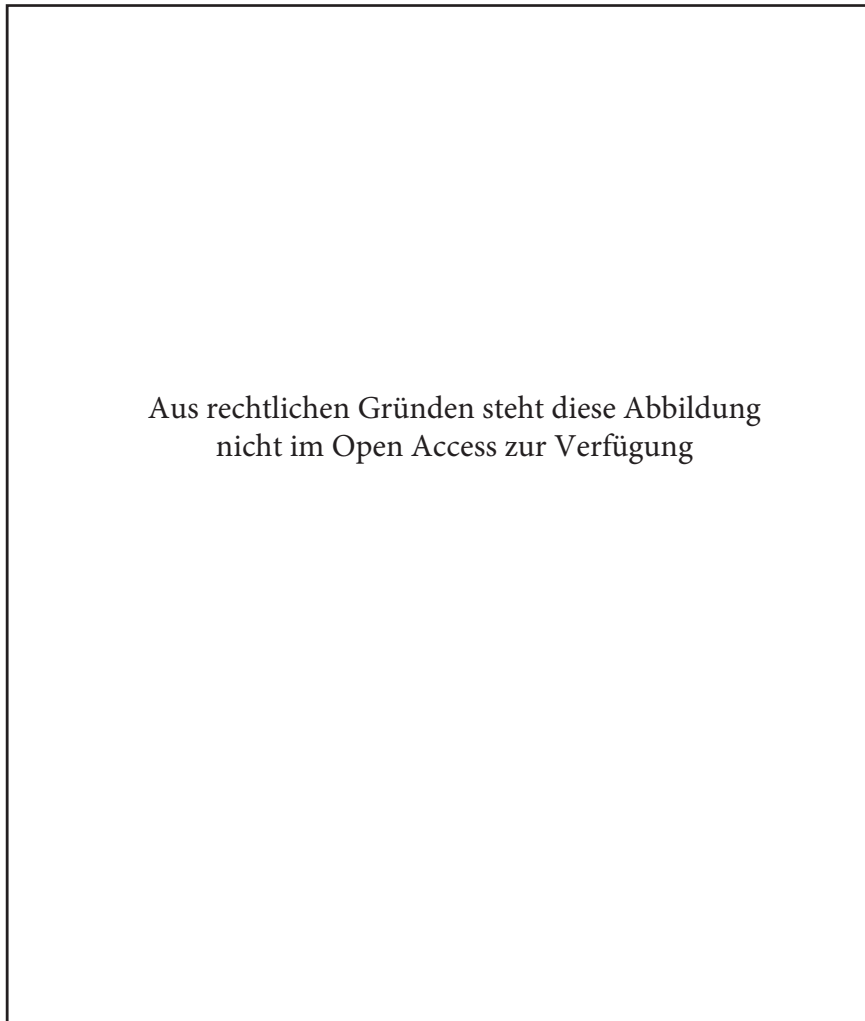 Aus rechtlichen Gründen steht diese Abbildung
nicht im Open Access zur Verfügung